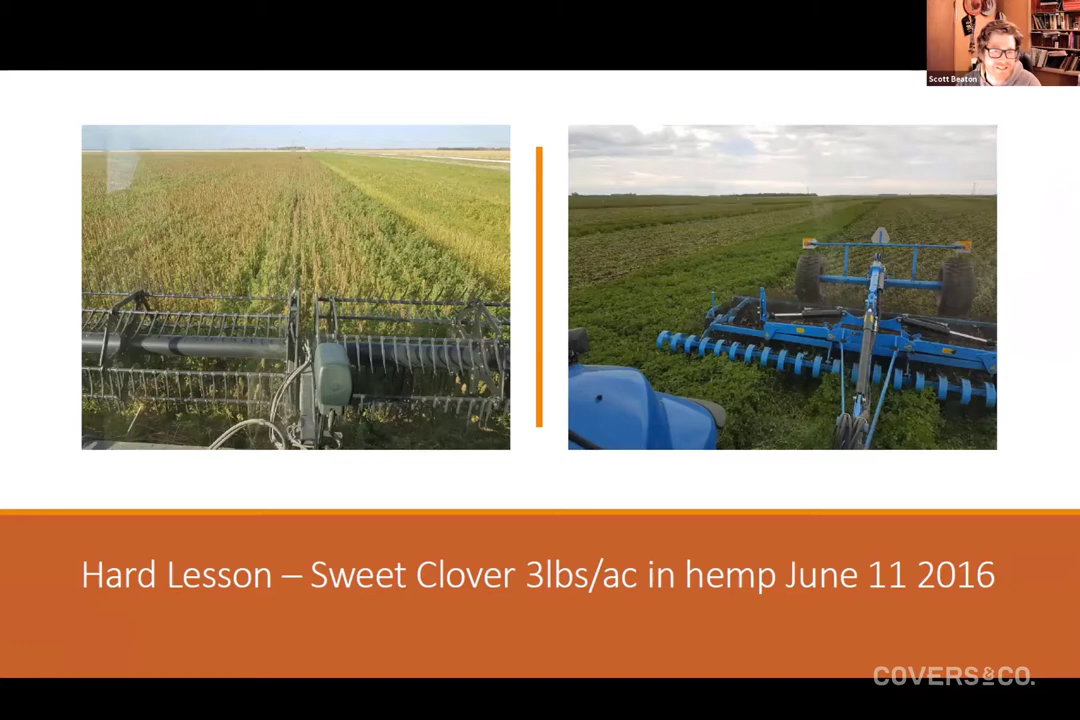 Scott Beaton
Hard Lesson – Sweet Clover 3lbs/ac in hemp June 11 2016
COVERS&CO.